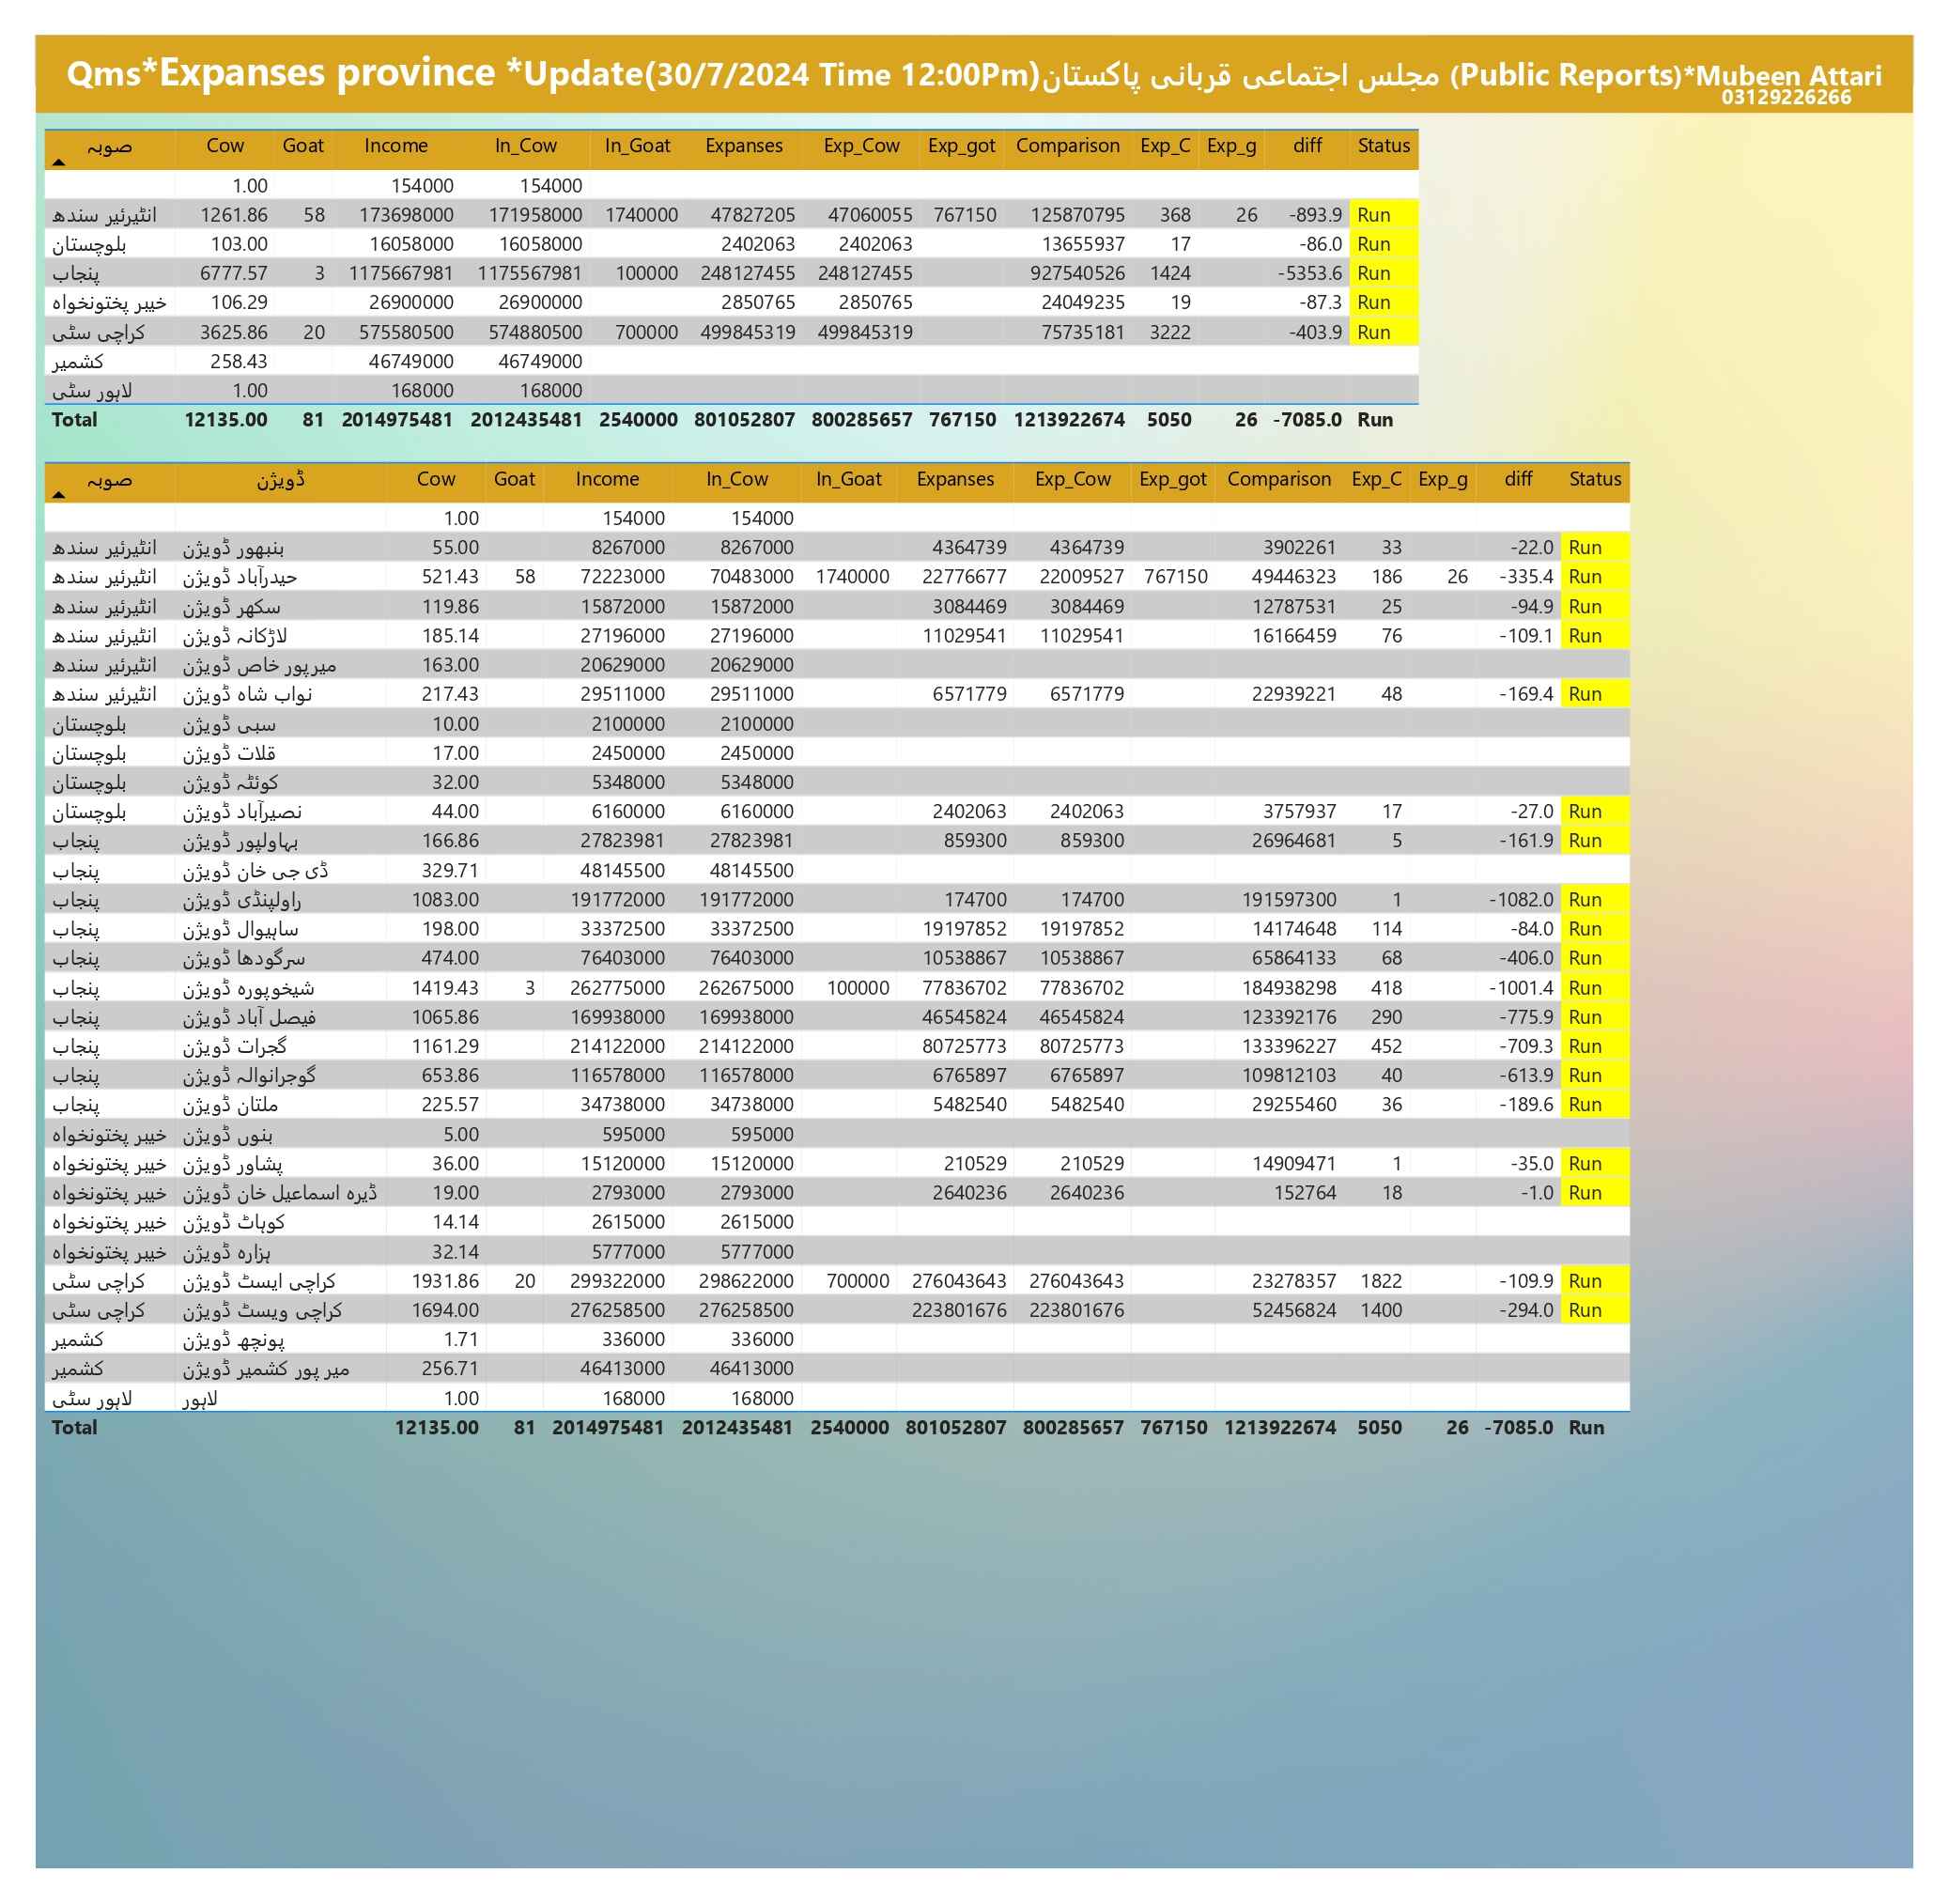 Qms*Expanses province *Update(30/7/2024 Time 12:00Pm)مجلس اجتماعی قربانی پاکستان (Public Reports)*Mubeen Attari
03129226266
صوبہ Cow Goat Income In_Cow In_Goat Expanses Exp_Cow Exp_got Comparison Exp_C Exp_g diff Status
1.00 154000 154000
انٹیرئیر سندھ 1261.86 58 173698000 171958000 1740000 47827205 47060055 767150 125870795 368 26 -893.9 Run
بلوچستان 103.00 16058000 16058000 2402063 2402063 13655937 17 -86.0 Run
پنجاب 6777.57 3 1175667981 1175567981 100000 248127455 248127455 927540526 1424 -5353.6 Run
خیبر پختونخواہ 106.29 26900000 26900000 2850765 2850765 24049235 19 -87.3 Run
کراچی سٹی 3625.86 20 575580500 574880500 700000 499845319 499845319 75735181 3222 -403.9 Run
کشمیر 258.43 46749000 46749000
لاہور سٹی 1.00 168000 168000
Total 12135.00 81 2014975481 2012435481 2540000 801052807 800285657 767150 1213922674 5050 26 -7085.0 Run
صوبہ ڈویژن Cow Goat Income In_Cow In_Goat Expanses Exp_Cow Exp_got Comparison Exp_C Exp_g diff Status
1.00 154000 154000
انٹیرئیر سندھ بنبھور ڈویژن 55.00 8267000 8267000 4364739 4364739 3902261 33 -22.0 Run
انٹیرئیر سندھ حیدرآباد ڈویژن 521.43 58 72223000 70483000 1740000 22776677 22009527 767150 49446323 186 26 -335.4 Run
انٹیرئیر سندھ سکھر ڈویژن 119.86 15872000 15872000 3084469 3084469 12787531 25 -94.9 Run
انٹیرئیر سندھ لاڑکانہ ڈویژن 185.14 27196000 27196000 11029541 11029541 16166459 76 -109.1 Run
انٹیرئیر سندھ میرپور خاص ڈویژن 163.00 20629000 20629000
انٹیرئیر سندھ نواب شاہ ڈویژن 217.43 29511000 29511000 6571779 6571779 22939221 48 -169.4 Run
بلوچستان سبی ڈویژن 10.00 2100000 2100000
بلوچستان قلات ڈویژن 17.00 2450000 2450000
بلوچستان کوئٹہ ڈویژن 32.00 5348000 5348000
بلوچستان نصیرآباد ڈویژن 44.00 6160000 6160000 2402063 2402063 3757937 17 -27.0 Run
پنجاب بہاولپور ڈویژن 166.86 27823981 27823981 859300 859300 26964681 5 -161.9 Run
پنجاب ڈی جی خان ڈویژن 329.71 48145500 48145500
پنجاب راولپنڈی ڈویژن 1083.00 191772000 191772000 174700 174700 191597300 1 -1082.0 Run
پنجاب ساہیوال ڈویژن 198.00 33372500 33372500 19197852 19197852 14174648 114 -84.0 Run
پنجاب سرگودھا ڈویژن 474.00 76403000 76403000 10538867 10538867 65864133 68 -406.0 Run
پنجاب شیخوپورہ ڈویژن 1419.43 3 262775000 262675000 100000 77836702 77836702 184938298 418 -1001.4 Run
پنجاب فیصل آباد ڈویژن 1065.86 169938000 169938000 46545824 46545824 123392176 290 -775.9 Run
پنجاب گجرات ڈویژن 1161.29 214122000 214122000 80725773 80725773 133396227 452 -709.3 Run
پنجاب گوجرانوالہ ڈویژن 653.86 116578000 116578000 6765897 6765897 109812103 40 -613.9 Run
پنجاب ملتان ڈویژن 225.57 34738000 34738000 5482540 5482540 29255460 36 -189.6 Run
خیبر پختونخواہ بنوں ڈویژن 5.00 595000 595000
خیبر پختونخواہ پشاور ڈویژن 36.00 15120000 15120000 210529 210529 14909471 1 -35.0 Run
خیبر پختونخواہ ڈیرہ اسماعیل خان ڈویژن 19.00 2793000 2793000 2640236 2640236 152764 18 -1.0 Run
خیبر پختونخواہ کوہاٹ ڈویژن 14.14 2615000 2615000
خیبر پختونخواہ ہزارہ ڈویژن 32.14 5777000 5777000
کراچی سٹی کراچی ایسٹ ڈویژن 1931.86 20 299322000 298622000 700000 276043643 276043643 23278357 1822 -109.9 Run
کراچی سٹی کراچی ویسٹ ڈویژن 1694.00 276258500 276258500 223801676 223801676 52456824 1400 -294.0 Run
کشمیر پونچھ ڈویژن 1.71 336000 336000
کشمیر میر پور کشمیر ڈویژن 256.71 46413000 46413000
لاہور سٹی لاہور 1.00 168000 168000
Total 12135.00 81 2014975481 2012435481 2540000 801052807 800285657 767150 1213922674 5050 26 -7085.0 Run